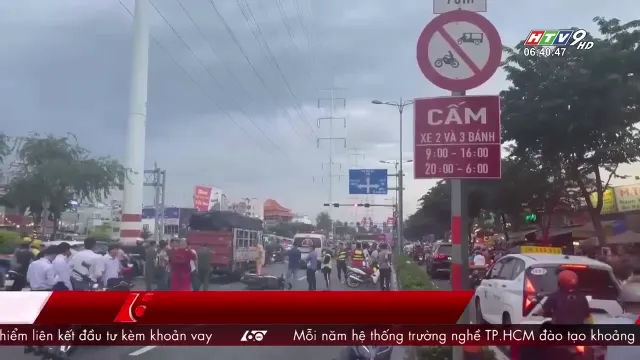 70m
HTV9 HD
06:40:47
CẤM
XE 2 VÀ 3 BÁNH
9:00 - 16:00
20:00 - 6:00
hiểm liên kết đầu tư kèm khoản vay
60
Mỗi năm hệ thống trường nghề TP.HCM đào tạo khoảng